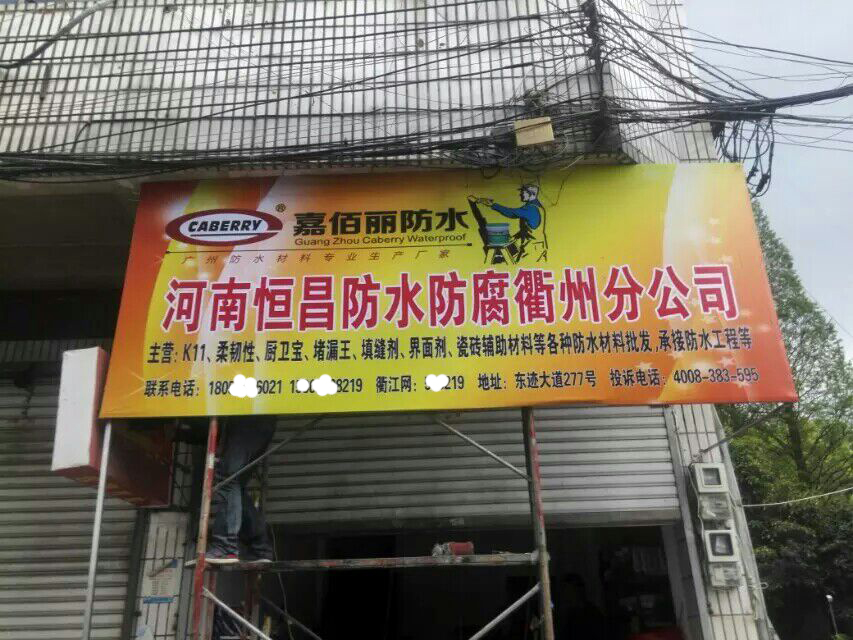 CABERRY ® 嘉佰丽防水
Guang Zhou Caberry Waterproof
广州防水材料专业生产厂家
河南恒昌防水防腐衢州分公司
主营：K11、柔韧性、厨卫宝、堵漏王、填缝剂、界面剂、瓷砖辅助材料等各种防水材料批发，承接防水工程等
联系电话：180 6021 1 8219 衢江网： 219 地址：东迹大道277号 投诉电话：4008-383-595